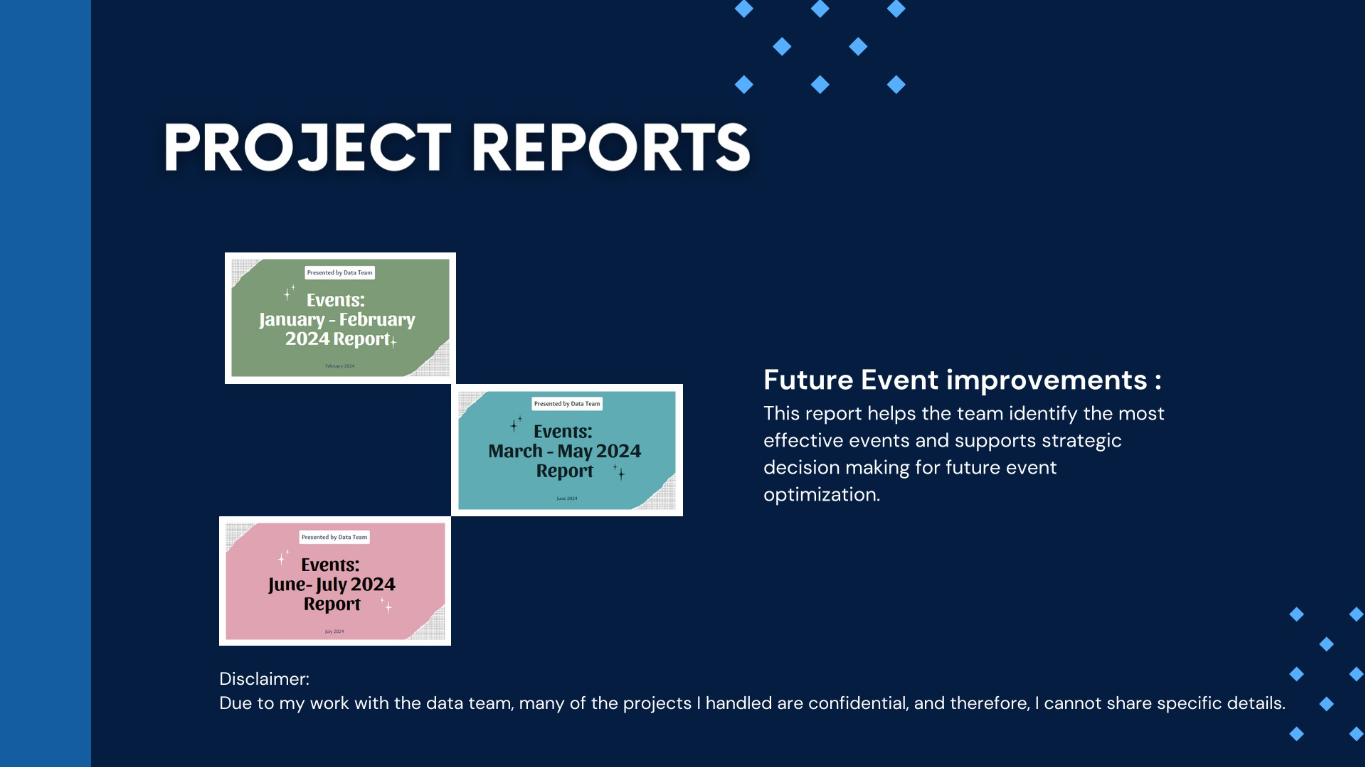 PROJECT REPORTS
Presented by Data Team
Events:
January - February
2024 Report
February 2024
Presented by Data Team
Events:
March - May 2024
Report
June 2024
Presented by Data Team
Events:
June- July 2024
Report
July 2024
Future Event improvements :
This report helps the team identify the most
effective events and supports strategic
decision making for future event
optimization.
Disclaimer:
Due to my work with the data team, many of the projects I handled are confidential, and therefore, I cannot share specific details.